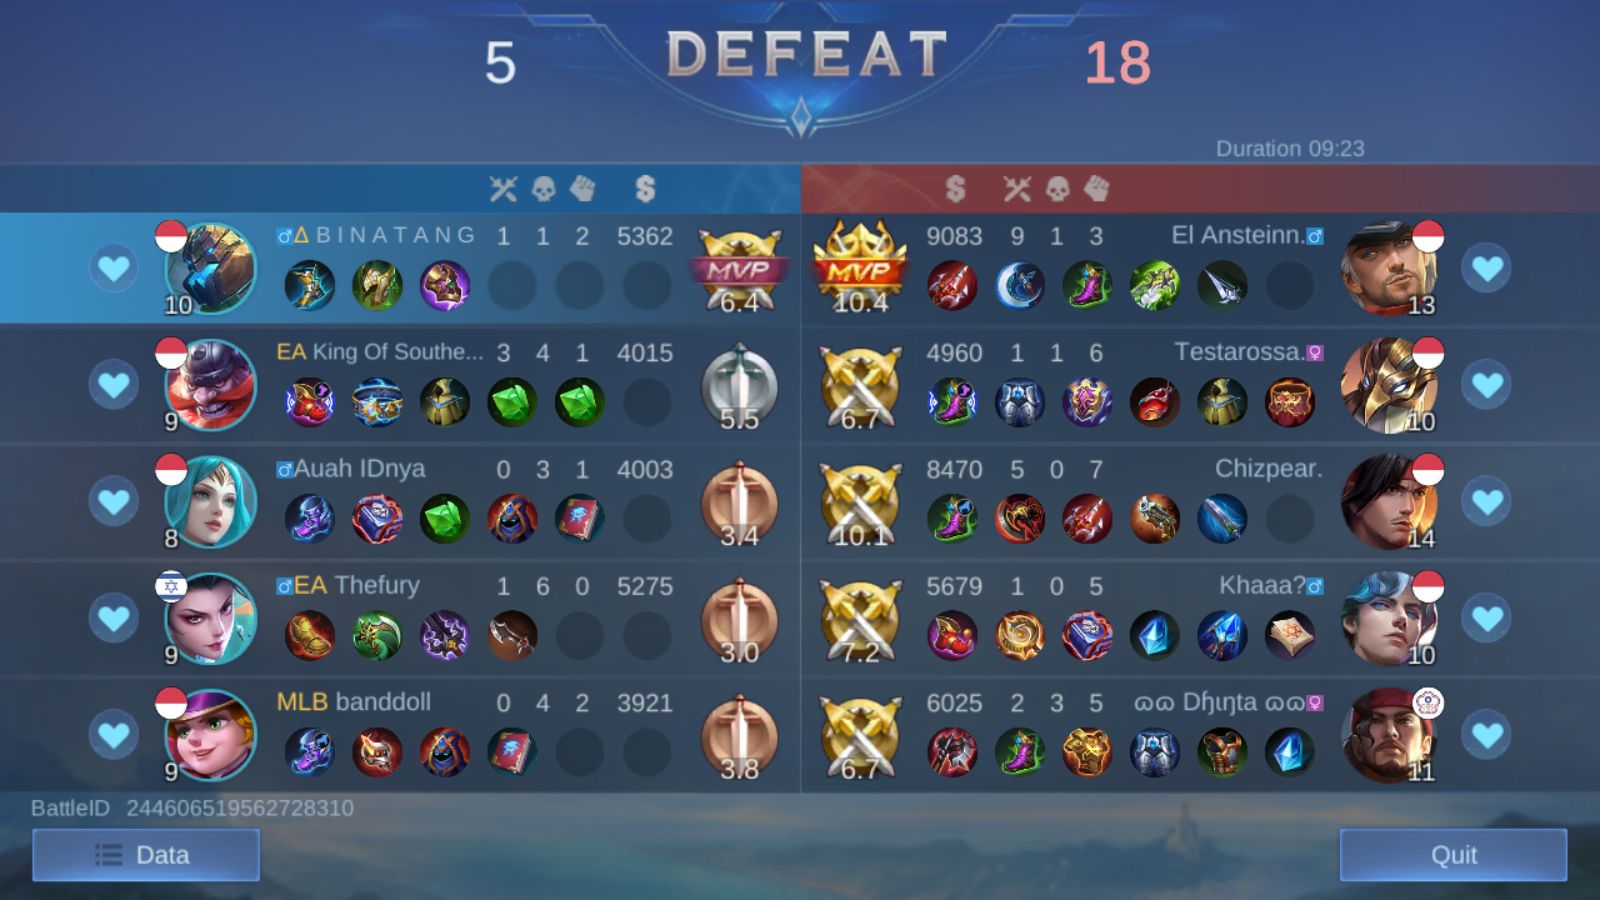 5 DEFEAT 18
Duration 09:23
10 ♂Δ B I N A T A N G 1 1 2 5362 MVP 6.4
MVP 10.4 9083 9 1 3 El Ansteinn.♂ 13
9 EA King Of Southe... 3 4 1 4015 5.5
6.7 4960 1 1 6 Testarossa.♀ 10
8 ♂Auah IDnya 0 3 1 4003 3.4
10.1 8470 5 0 7 Chizpear. 14
9 ♂EA Thefury 1 6 0 5275 3.0
7.2 5679 1 0 5 Khaaa?♂ 10
9 MLB banddoll 0 4 2 3921 3.8
6.7 6025 2 3 5 ൠൠ Dɧıŋta ൠൠ♀ 11
BattleID 244606519562728310
Data
Quit